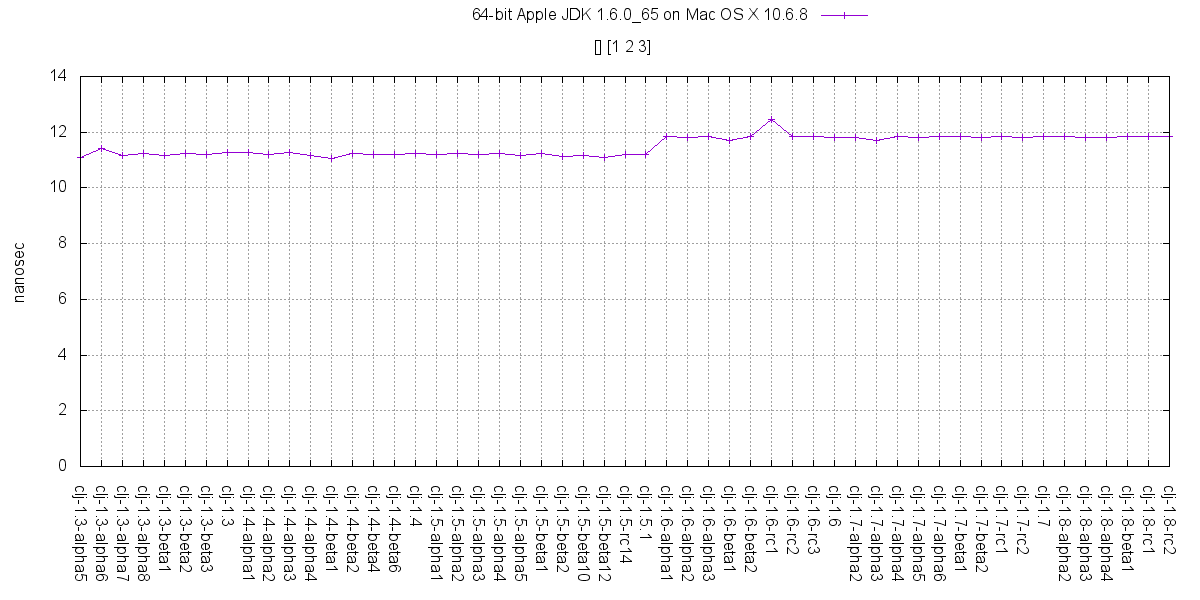 64-bit Apple JDK 1.6.0_65 on Mac OS X 10.6.8
[] [1 2 3]
nanosec
14
12
10
8
6
4
2
0
clj-1.3-alpha5
clj-1.3-alpha6
clj-1.3-alpha7
clj-1.3-alpha8
clj-1.3-beta1
clj-1.3-beta2
clj-1.3-beta3
clj-1.3
clj-1.4-alpha1
clj-1.4-alpha2
clj-1.4-alpha3
clj-1.4-alpha4
clj-1.4-beta1
clj-1.4-beta2
clj-1.4-beta4
clj-1.4-beta6
clj-1.4
clj-1.5-alpha1
clj-1.5-alpha2
clj-1.5-alpha3
clj-1.5-alpha4
clj-1.5-alpha5
clj-1.5-beta1
clj-1.5-beta2
clj-1.5-beta10
clj-1.5-beta12
clj-1.5-rc14
clj-1.5.1
clj-1.6-alpha1
clj-1.6-alpha2
clj-1.6-alpha3
clj-1.6-beta1
clj-1.6-beta2
clj-1.6-rc1
clj-1.6-rc2
clj-1.6-rc3
clj-1.6
clj-1.7-alpha2
clj-1.7-alpha3
clj-1.7-alpha4
clj-1.7-alpha5
clj-1.7-alpha6
clj-1.7-beta1
clj-1.7-beta2
clj-1.7-rc1
clj-1.7-rc2
clj-1.7
clj-1.8-alpha2
clj-1.8-alpha3
clj-1.8-alpha4
clj-1.8-beta1
clj-1.8-rc1
clj-1.8-rc2